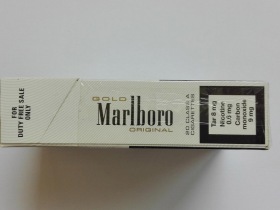 FOR
DUTY FREE SALE
ONLY
GOLD
Marlboro
ORIGINAL
20 CLASS A
CIGARETTES
Tar 8 mg
Nicotine
0.6 mg
Carbon
monoxide
9 mg